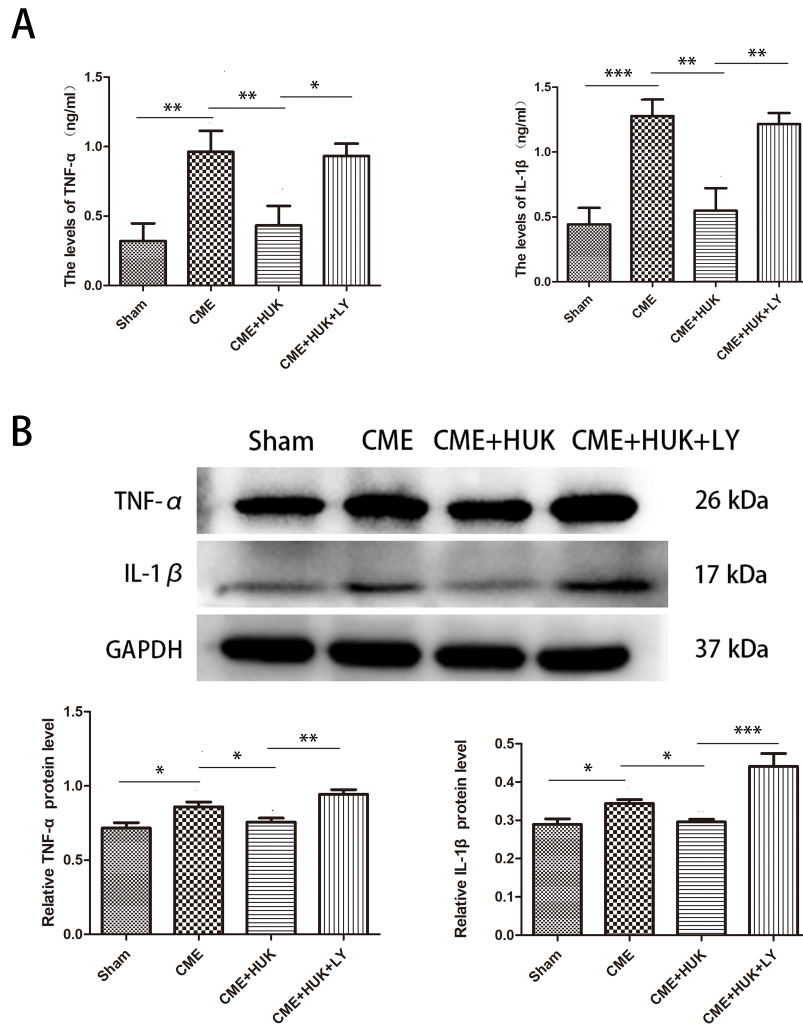 A
The levels of TNF-α (ng/ml)
1.5
1.0
0.5
0.0
** ** *
Sham CME CME+HUK CME+HUK+LY
The levels of IL-1β (ng/ml)
1.5
1.0
0.5
0.0
*** ** **
Sham CME CME+HUK CME+HUK+LY
B
Sham CME CME+HUK CME+HUK+LY
TNF-α 26 kDa
IL-1β 17 kDa
GAPDH 37 kDa
Relative TNF-α protein level
1.5
1.0
0.5
0.0
* * **
Sham CME CME+HUK CME+HUK+LY
Relative IL-1β protein level
0.5
0.4
0.3
0.2
0.1
0.0
* * ***
Sham CME CME+HUK CME+HUK+LY